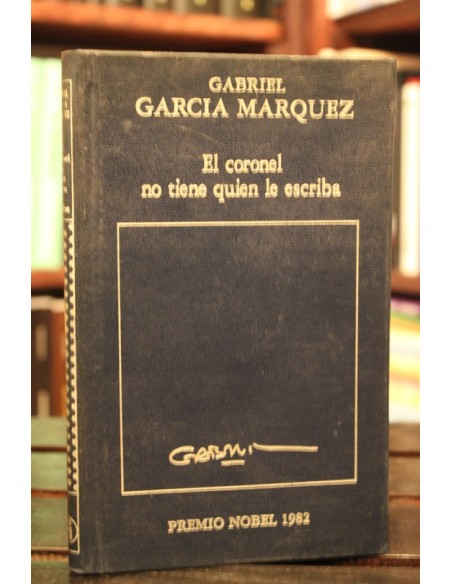 GABRIEL
GARCIA MARQUEZ
El coronel
no tiene quien le escriba
PREMIO NOBEL 1982